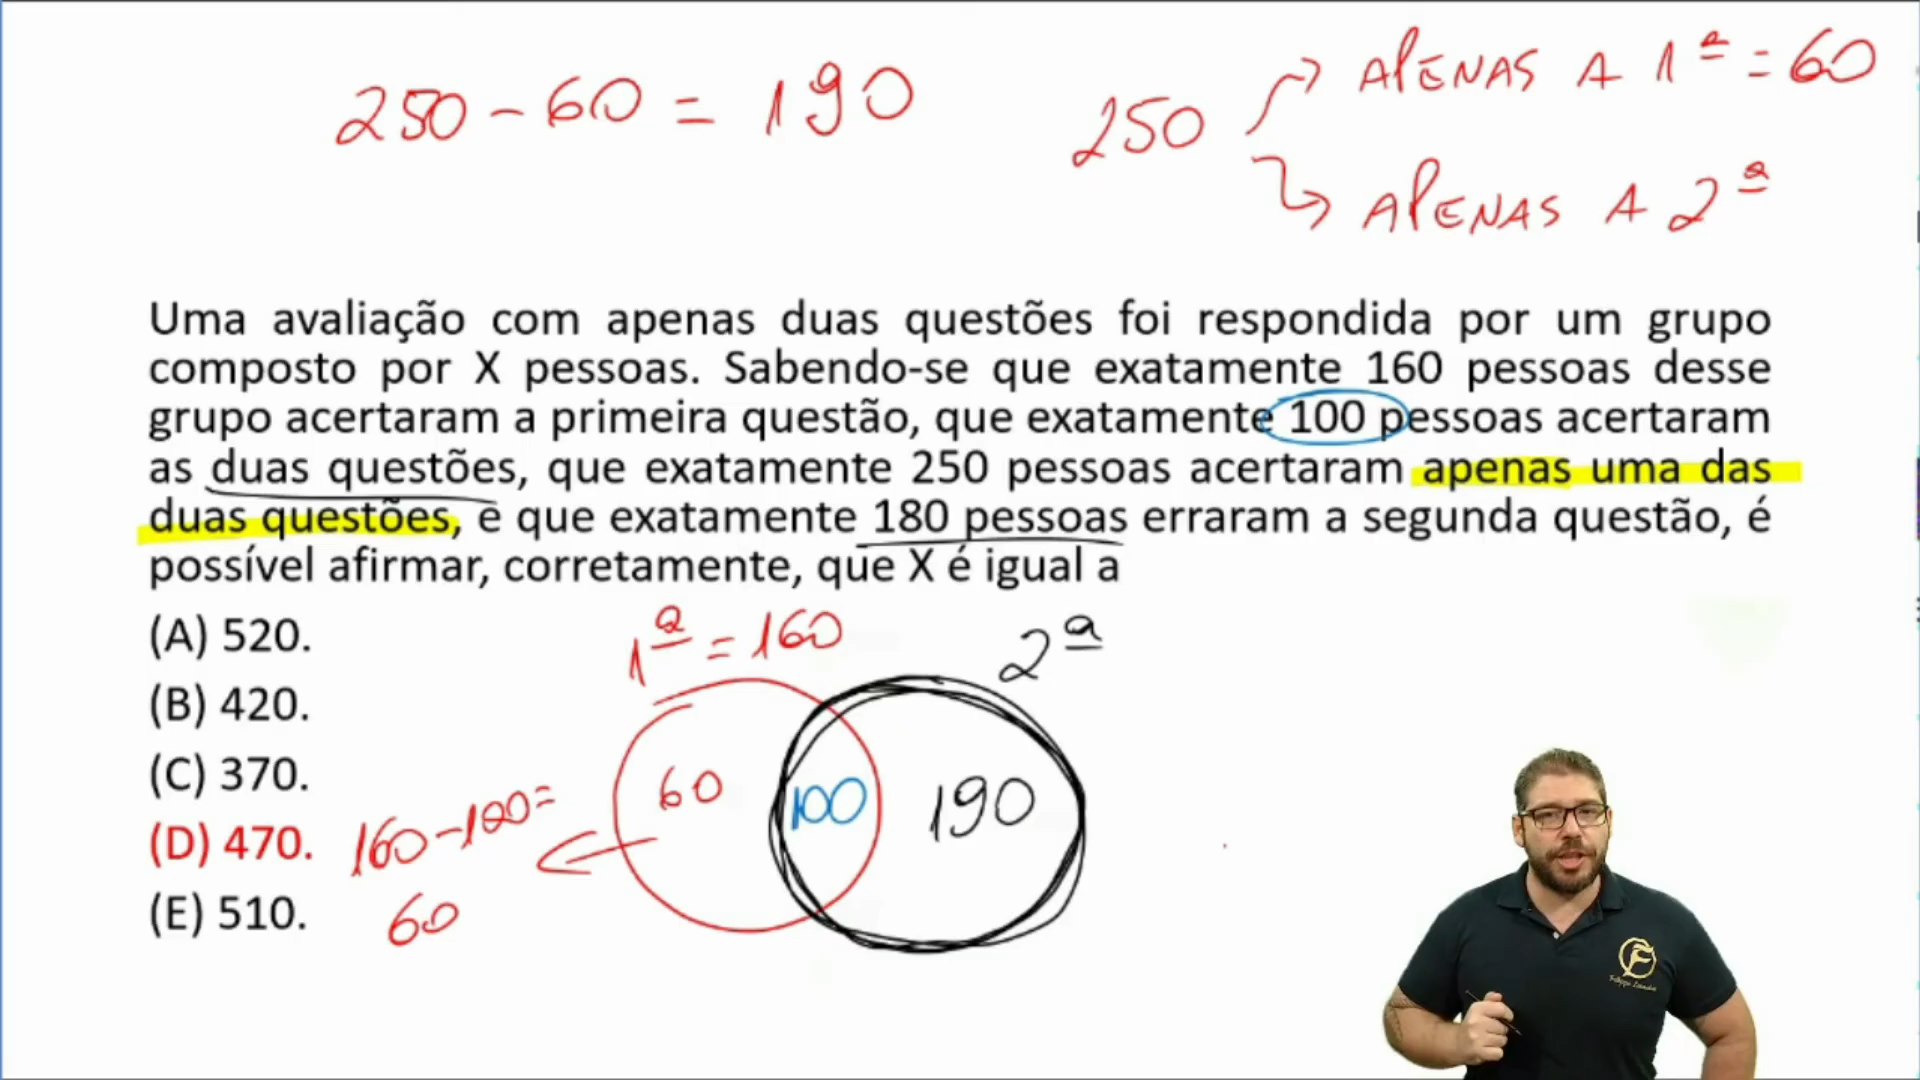 250 - 60 = 190
250
APENAS A 1ª = 60
APENAS A 2ª
Uma avaliação com apenas duas questões foi respondida por um grupo
composto por X pessoas. Sabendo-se que exatamente 160 pessoas desse
grupo acertaram a primeira questão, que exatamente 100 pessoas acertaram
as duas questões, que exatamente 250 pessoas acertaram apenas uma das
duas questões, e que exatamente 180 pessoas erraram a segunda questão, é
possível afirmar, corretamente, que X é igual a
(A) 520.
(B) 420.
(C) 370.
(D) 470.
(E) 510.
1ª = 160
2ª
60
100
190
160-100=
60